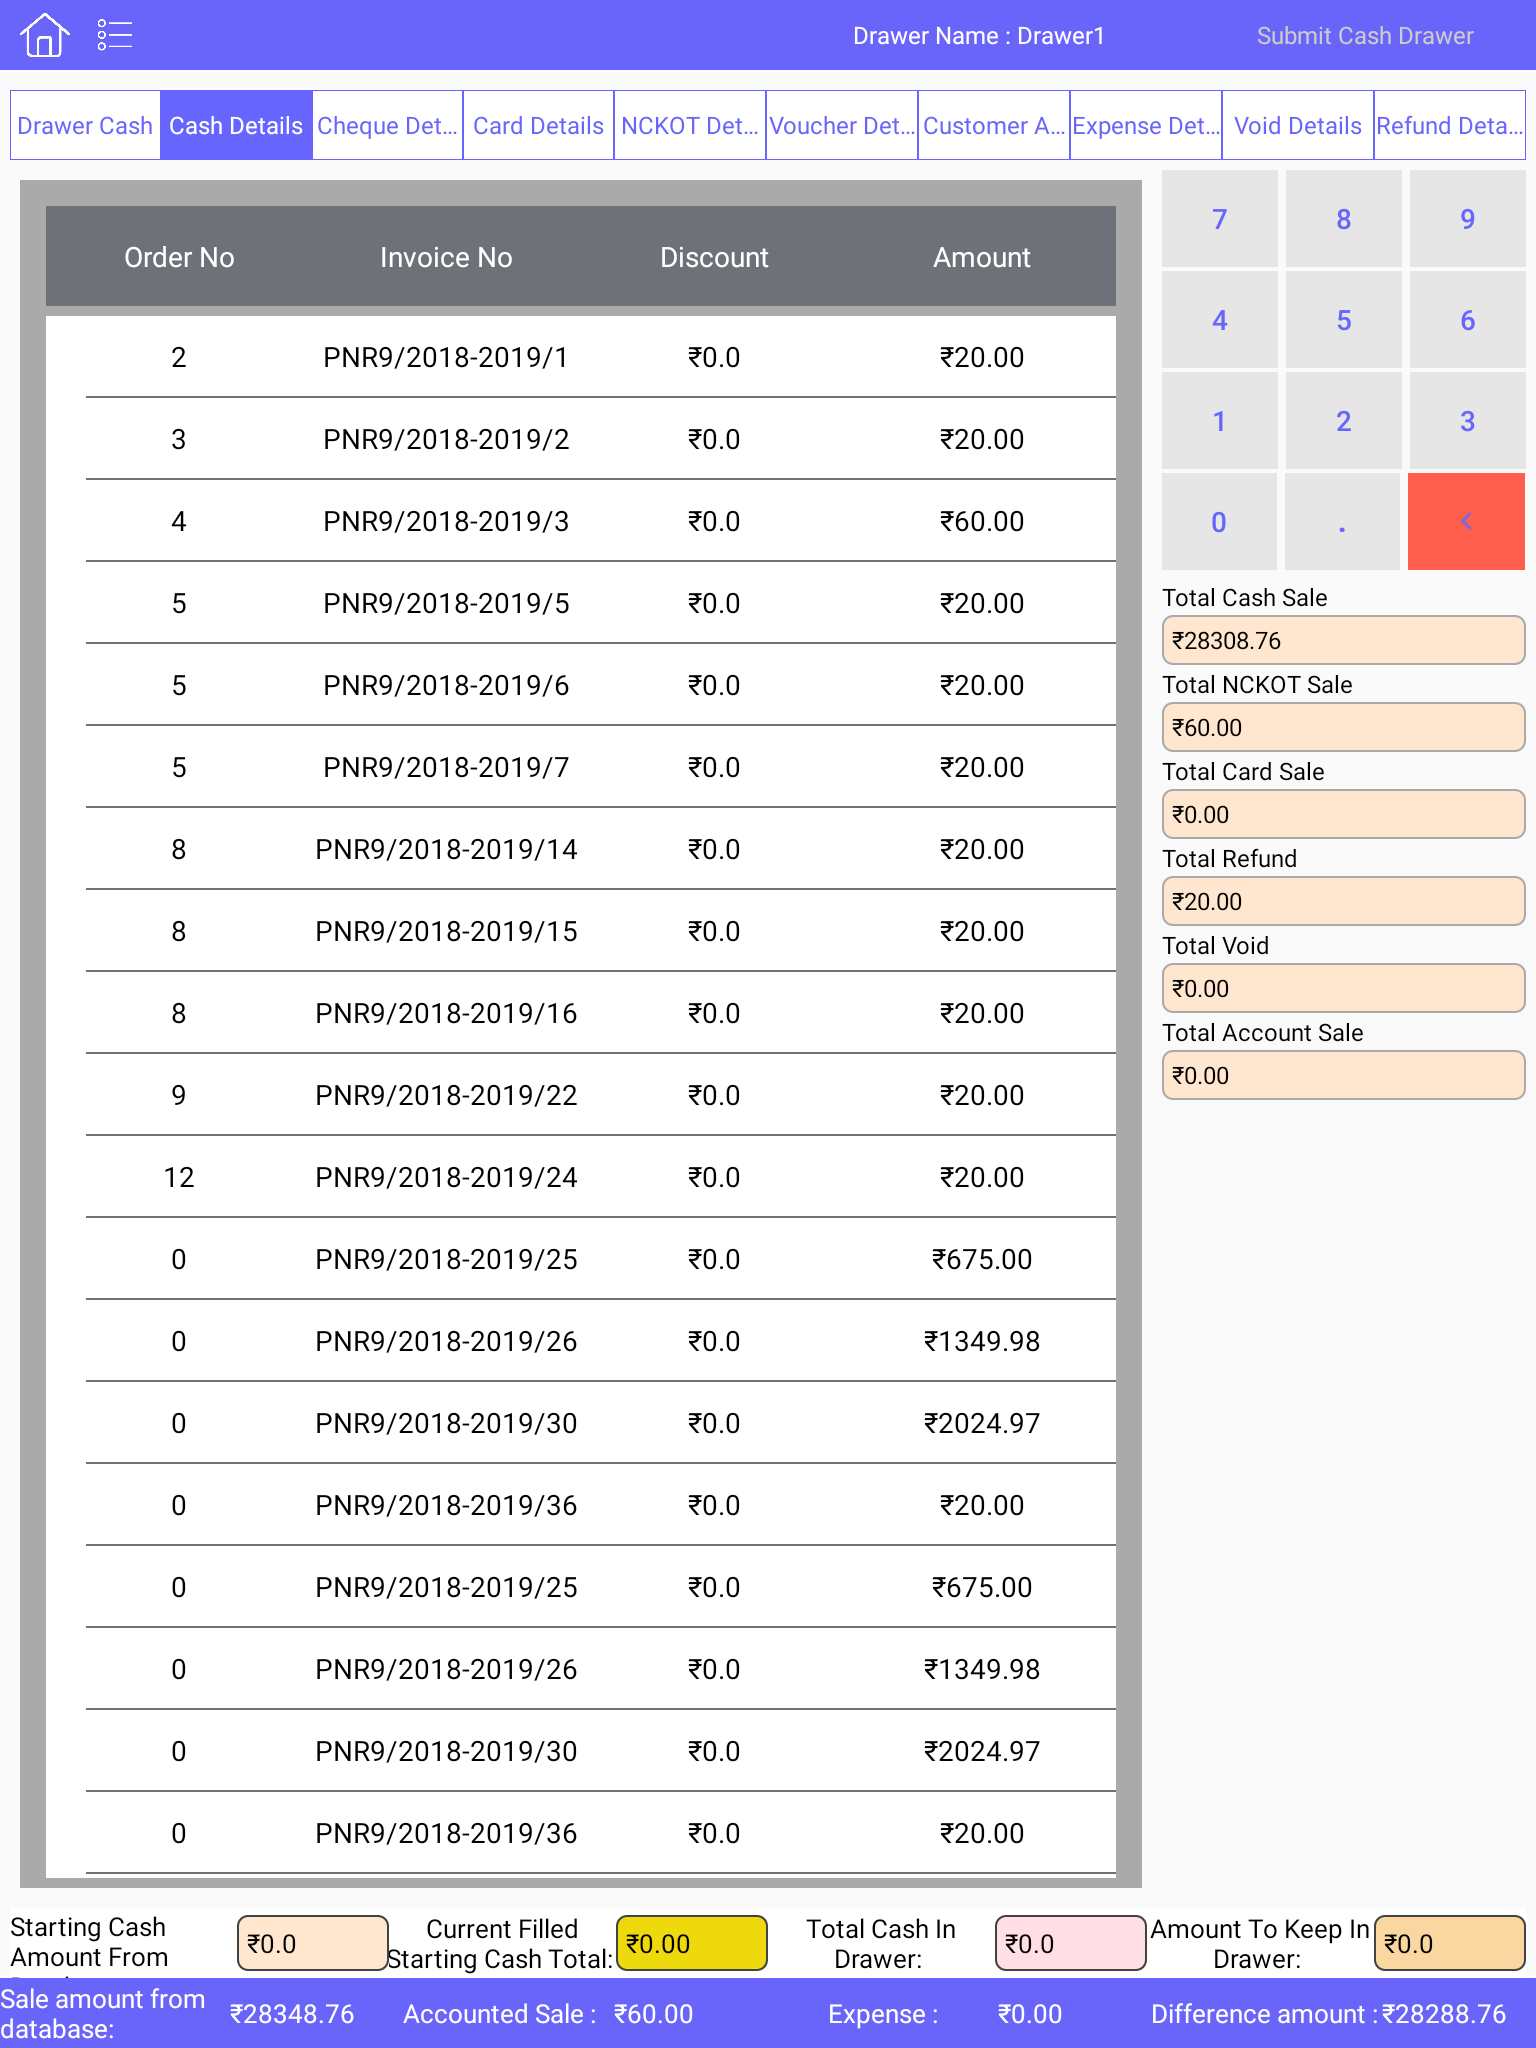 Drawer Name : Drawer1
Submit Cash Drawer
Drawer Cash
Cash Details
Cheque Det...
Card Details
NCKOT Det...
Voucher Det...
Customer A...
Expense Det...
Void Details
Refund Deta...
Order No Invoice No Discount Amount
2 PNR9/2018-2019/1 ₹0.0 ₹20.00
3 PNR9/2018-2019/2 ₹0.0 ₹20.00
4 PNR9/2018-2019/3 ₹0.0 ₹60.00
5 PNR9/2018-2019/5 ₹0.0 ₹20.00
5 PNR9/2018-2019/6 ₹0.0 ₹20.00
5 PNR9/2018-2019/7 ₹0.0 ₹20.00
8 PNR9/2018-2019/14 ₹0.0 ₹20.00
8 PNR9/2018-2019/15 ₹0.0 ₹20.00
8 PNR9/2018-2019/16 ₹0.0 ₹20.00
9 PNR9/2018-2019/22 ₹0.0 ₹20.00
12 PNR9/2018-2019/24 ₹0.0 ₹20.00
0 PNR9/2018-2019/25 ₹0.0 ₹675.00
0 PNR9/2018-2019/26 ₹0.0 ₹1349.98
0 PNR9/2018-2019/30 ₹0.0 ₹2024.97
0 PNR9/2018-2019/36 ₹0.0 ₹20.00
0 PNR9/2018-2019/25 ₹0.0 ₹675.00
0 PNR9/2018-2019/26 ₹0.0 ₹1349.98
0 PNR9/2018-2019/30 ₹0.0 ₹2024.97
0 PNR9/2018-2019/36 ₹0.0 ₹20.00
7 8 9
4 5 6
1 2 3
0 . <
Total Cash Sale
₹28308.76
Total NCKOT Sale
₹60.00
Total Card Sale
₹0.00
Total Refund
₹20.00
Total Void
₹0.00
Total Account Sale
₹0.00
Starting Cash
Amount From
₹0.0
Current Filled
Starting Cash Total:
₹0.00
Total Cash In
Drawer:
₹0.0
Amount To Keep In
Drawer:
₹0.0
Sale amount from
database:
₹28348.76
Accounted Sale : ₹60.00
Expense : ₹0.00
Difference amount : ₹28288.76